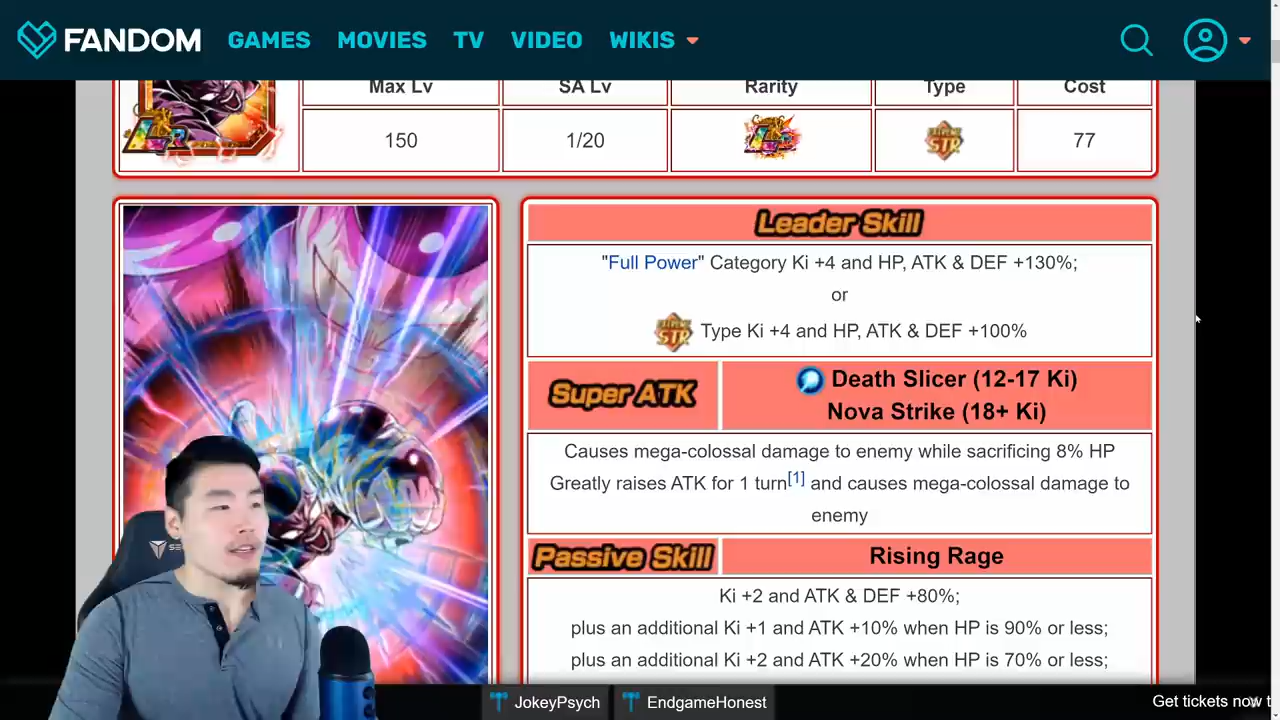 FANDOM GAMES MOVIES TV VIDEO WIKIS
Max Lv SA Lv Rarity Type Cost
150 1/20 LR EXTREME STR 77
LR
Leader Skill
"Full Power" Category Ki +4 and HP, ATK & DEF +130%;
or
EXTREME STR Type Ki +4 and HP, ATK & DEF +100%
Super ATK
Death Slicer (12-17 Ki)
Nova Strike (18+ Ki)
Causes mega-colossal damage to enemy while sacrificing 8% HP
Greatly raises ATK for 1 turn[1] and causes mega-colossal damage to
enemy
Passive Skill Rising Rage
Ki +2 and ATK & DEF +80%;
plus an additional Ki +1 and ATK +10% when HP is 90% or less;
plus an additional Ki +2 and ATK +20% when HP is 70% or less;
JokeyPsych EndgameHonest Get tickets now